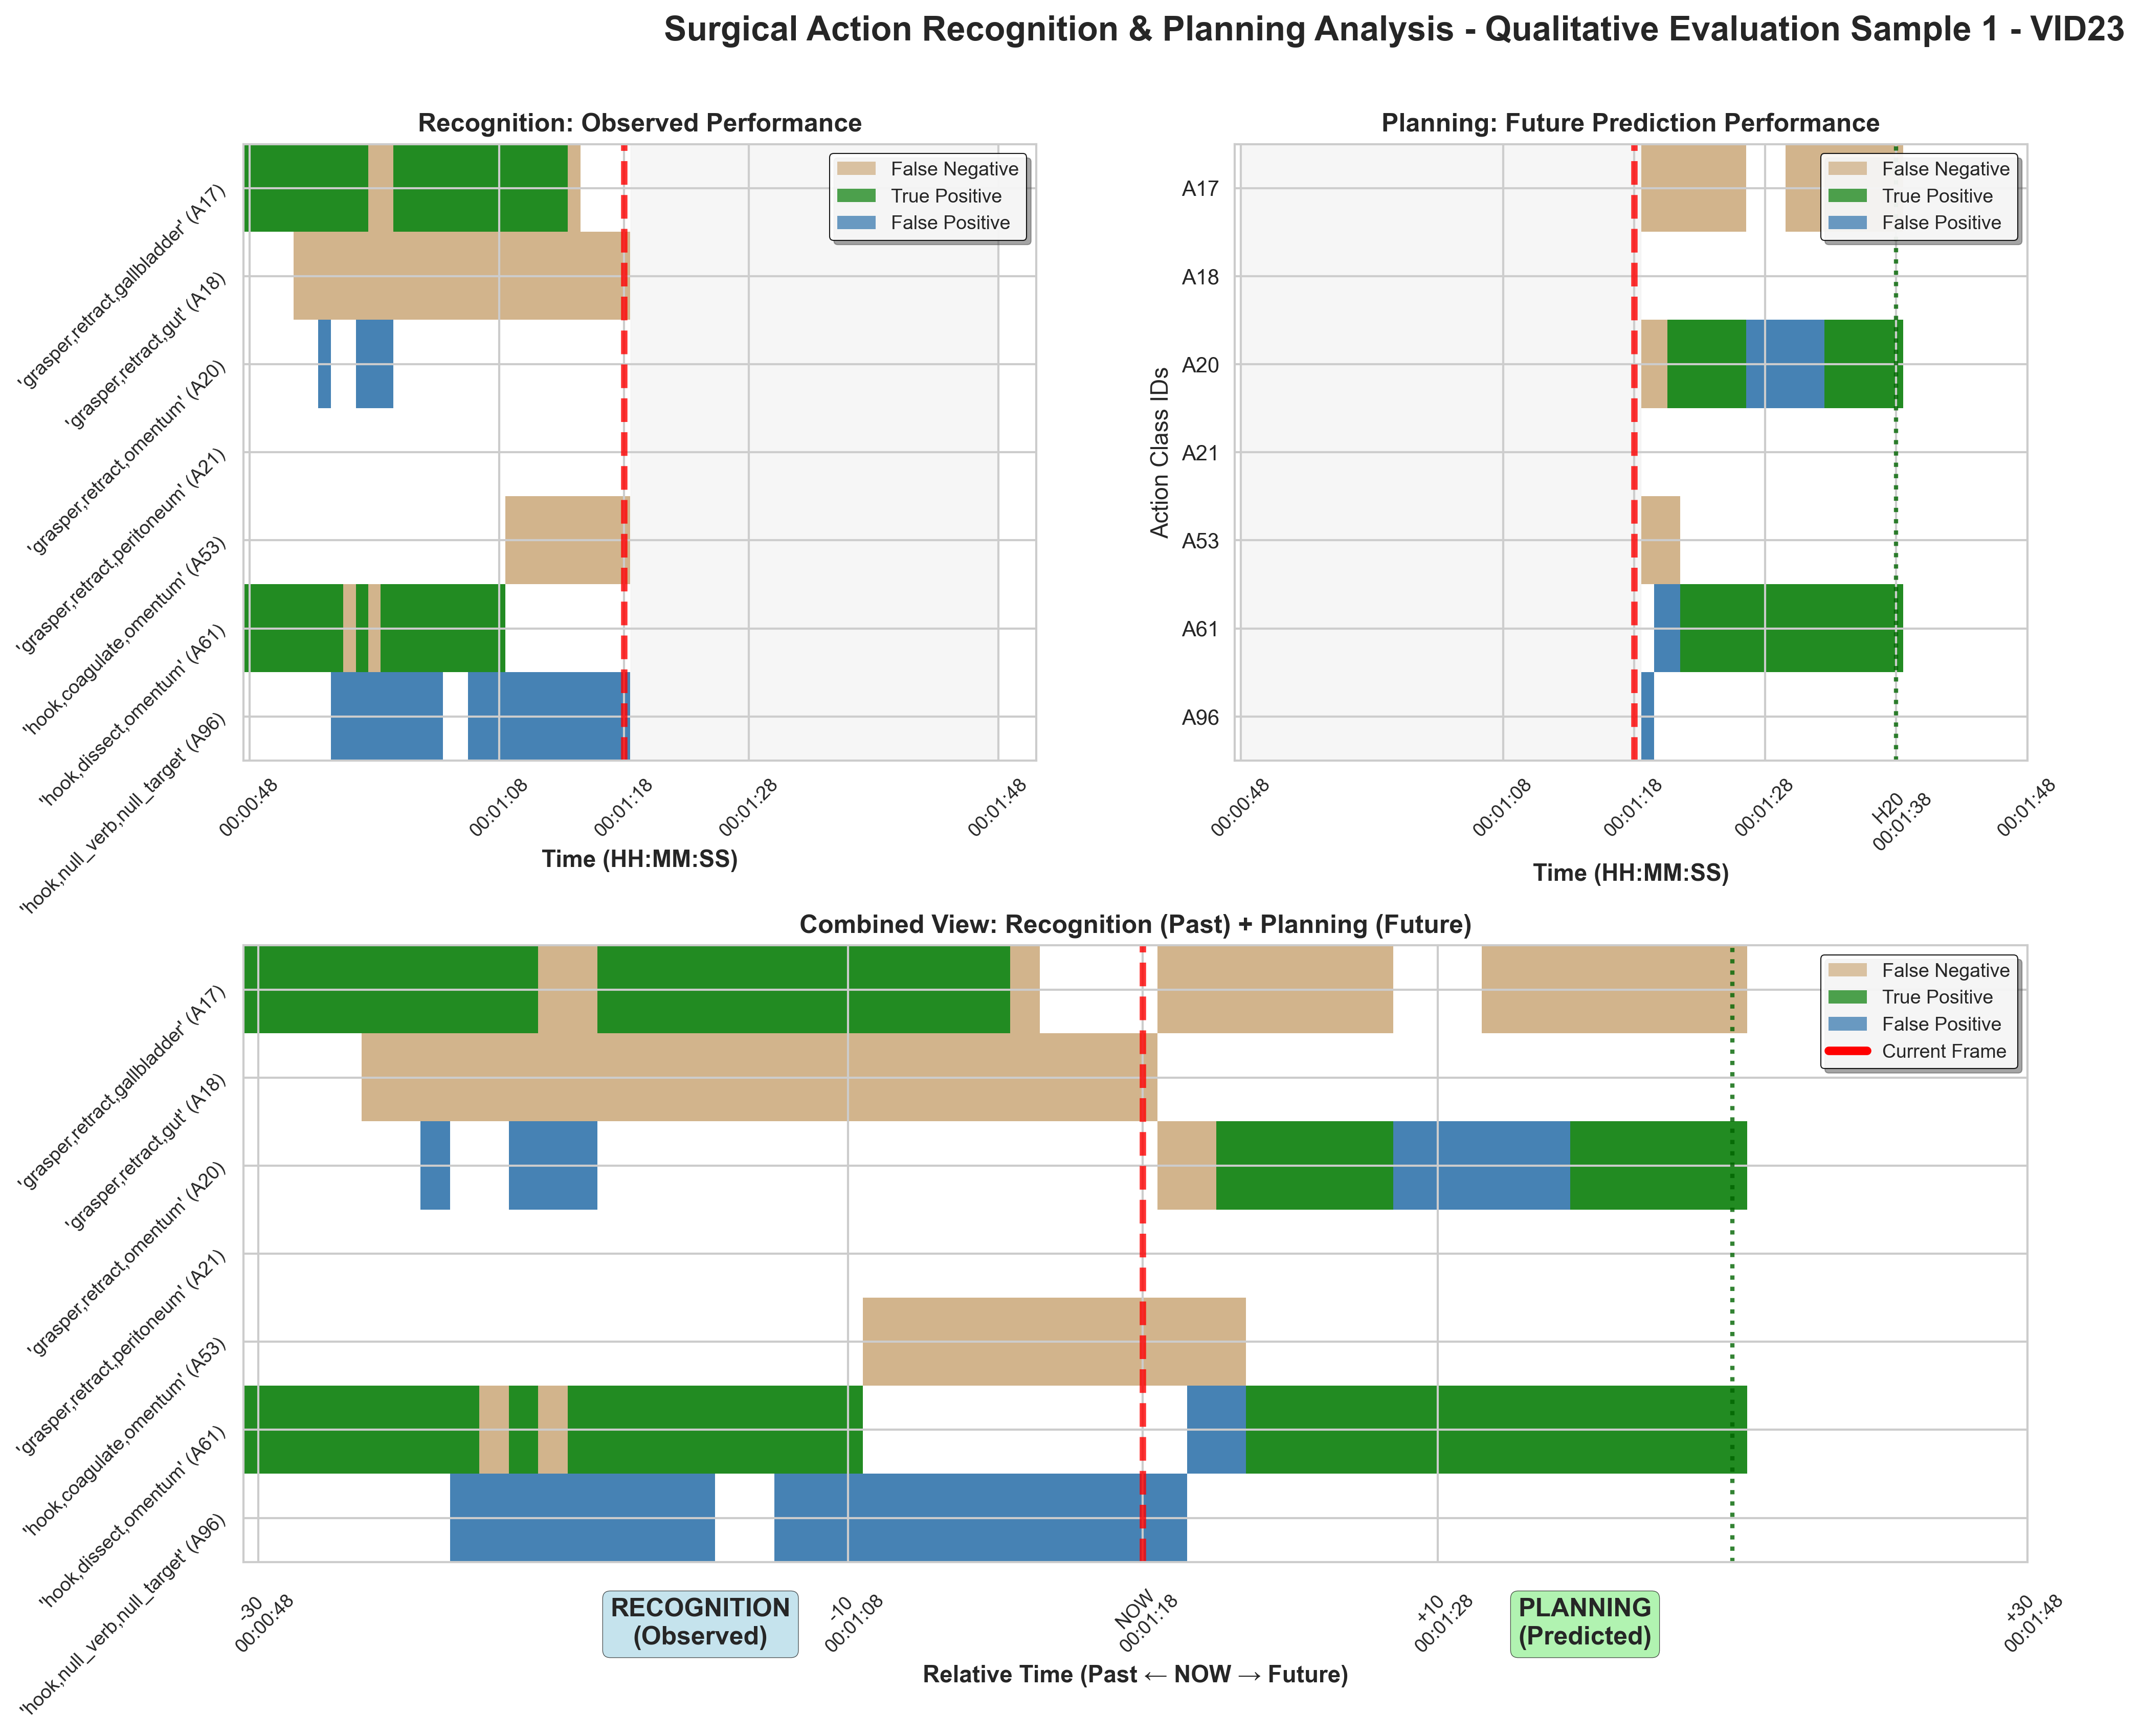 Surgical Action Recognition & Planning Analysis - Qualitative Evaluation Sample 1 - VID23
Recognition: Observed Performance
False Negative
True Positive
False Positive
'grasper,retract,gallbladder' (A17)
'grasper,retract,gut' (A18)
'grasper,retract,omentum' (A20)
'grasper,retract,peritoneum' (A21)
'hook,coagulate,omentum' (A53)
'hook,dissect,omentum' (A61)
'hook,null_verb,null_target' (A96)
00:00:48
00:01:08
00:01:18
00:01:28
00:01:48
Time (HH:MM:SS)
Planning: Future Prediction Performance
False Negative
True Positive
False Positive
Action Class IDs
A17
A18
A20
A21
A53
A61
A96
00:00:48
00:01:08
00:01:18
00:01:28
H20
00:01:38
00:01:48
Time (HH:MM:SS)
Combined View: Recognition (Past) + Planning (Future)
False Negative
True Positive
False Positive
Current Frame
'grasper,retract,gallbladder' (A17)
'grasper,retract,gut' (A18)
'grasper,retract,omentum' (A20)
'grasper,retract,peritoneum' (A21)
'hook,coagulate,omentum' (A53)
'hook,dissect,omentum' (A61)
'hook,null_verb,null_target' (A96)
-30
00:00:48
RECOGNITION
(Observed)
-10
00:01:08
NOW
00:01:18
+10
00:01:28
PLANNING
(Predicted)
+30
00:01:48
Relative Time (Past ← NOW → Future)